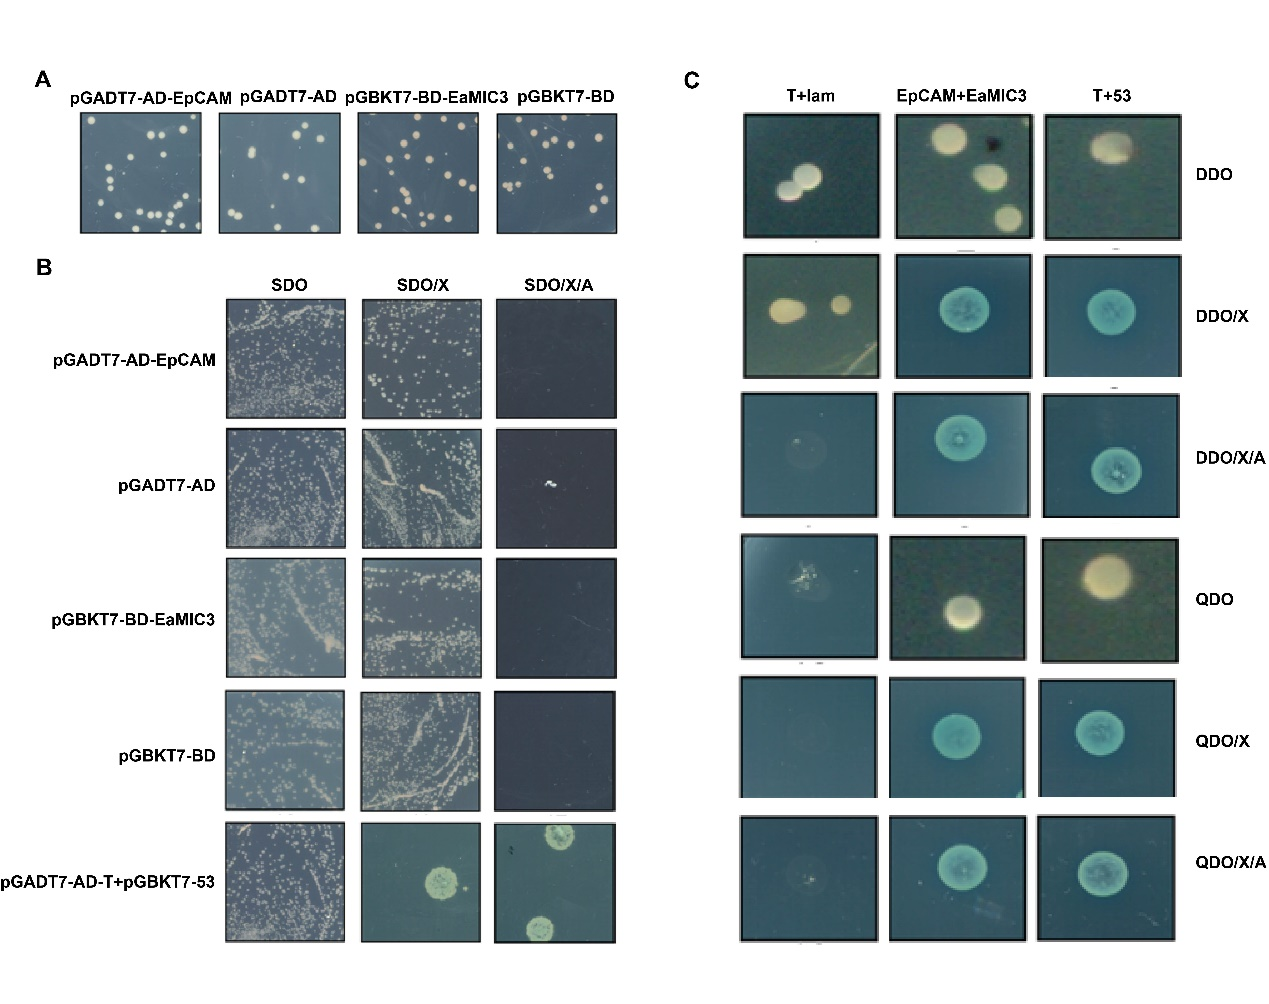 A
pGADT7-AD-EpCAM pGADT7-AD pGBKT7-BD-EaMIC3 pGBKT7-BD
B
SDO SDO/X SDO/X/A
pGADT7-AD-EpCAM
pGADT7-AD
pGBKT7-BD-EaMIC3
pGBKT7-BD
pGADT7-AD-T+pGBKT7-53
C
T+lam EpCAM+EaMIC3 T+53
DDO
DDO/X
DDO/X/A
QDO
QDO/X
QDO/X/A